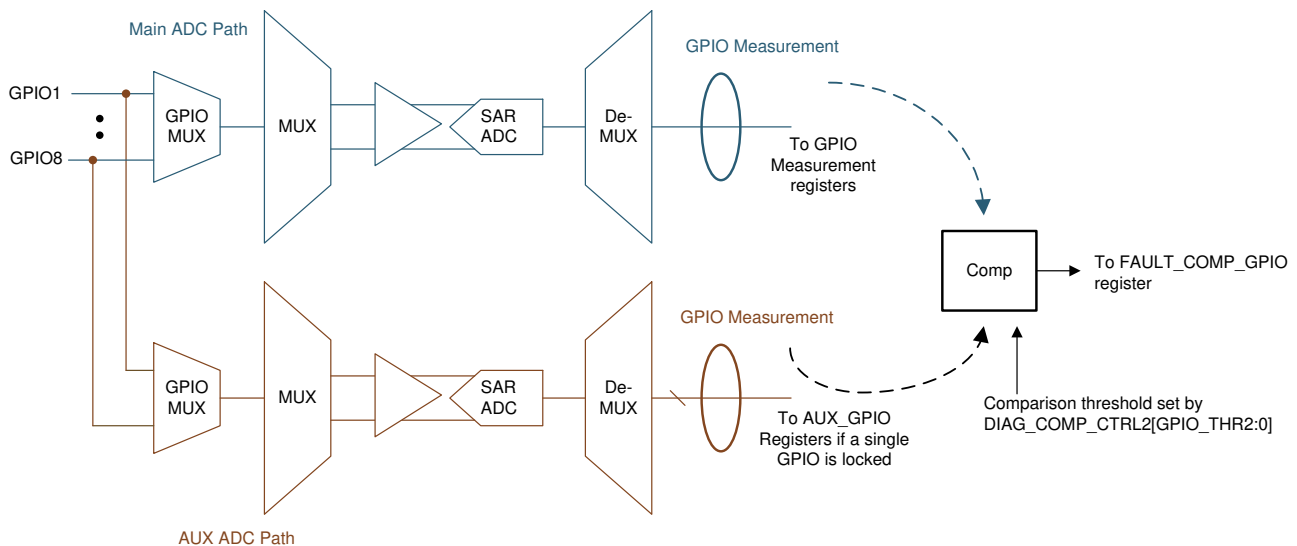 Main ADC Path
GPIO Measurement
GPIO1
GPIO8
GPIO
MUX
MUX
SAR
ADC
De-
MUX
To GPIO
Measurement
registers
Comp
To FAULT_COMP_GPIO
register
GPIO Measurement
GPIO
MUX
MUX
SAR
ADC
De-
MUX
To AUX_GPIO
Registers if a single
GPIO is locked
Comparison threshold set by
DIAG_COMP_CTRL2[GPIO_THR2:0]
AUX ADC Path